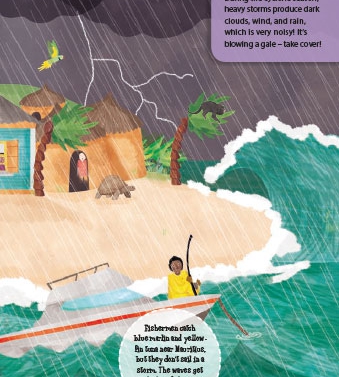 During the cyclone season,
heavy storms produce dark
clouds, wind, and rain,
which is very noisy! It's
blowing a gale – take cover!
Fishermen catch
blue marlin and yellow-
fin tuna near Mauritius,
but they don't sail in a
storm. The waves get